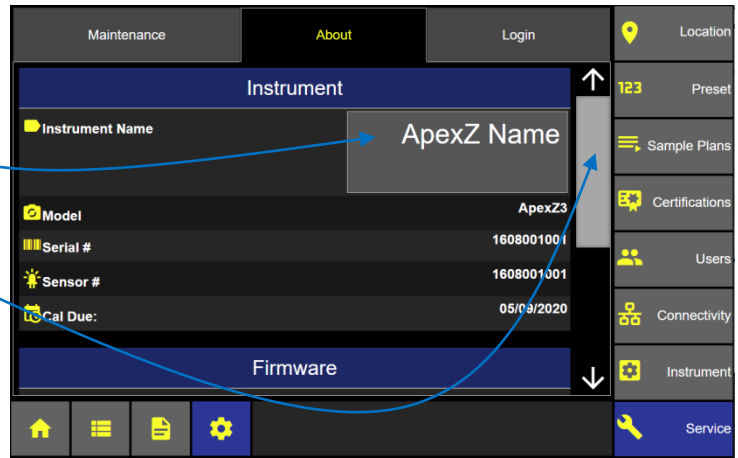 Maintenance
About
Login
Instrument
Instrument Name
ApexZ Name
Model
ApexZ3
Serial #
1608001001
Sensor #
1608001001
Cal Due:
05/09/2020
Firmware
Location
123
Preset
Sample Plans
Certifications
Users
Connectivity
Instrument
Service